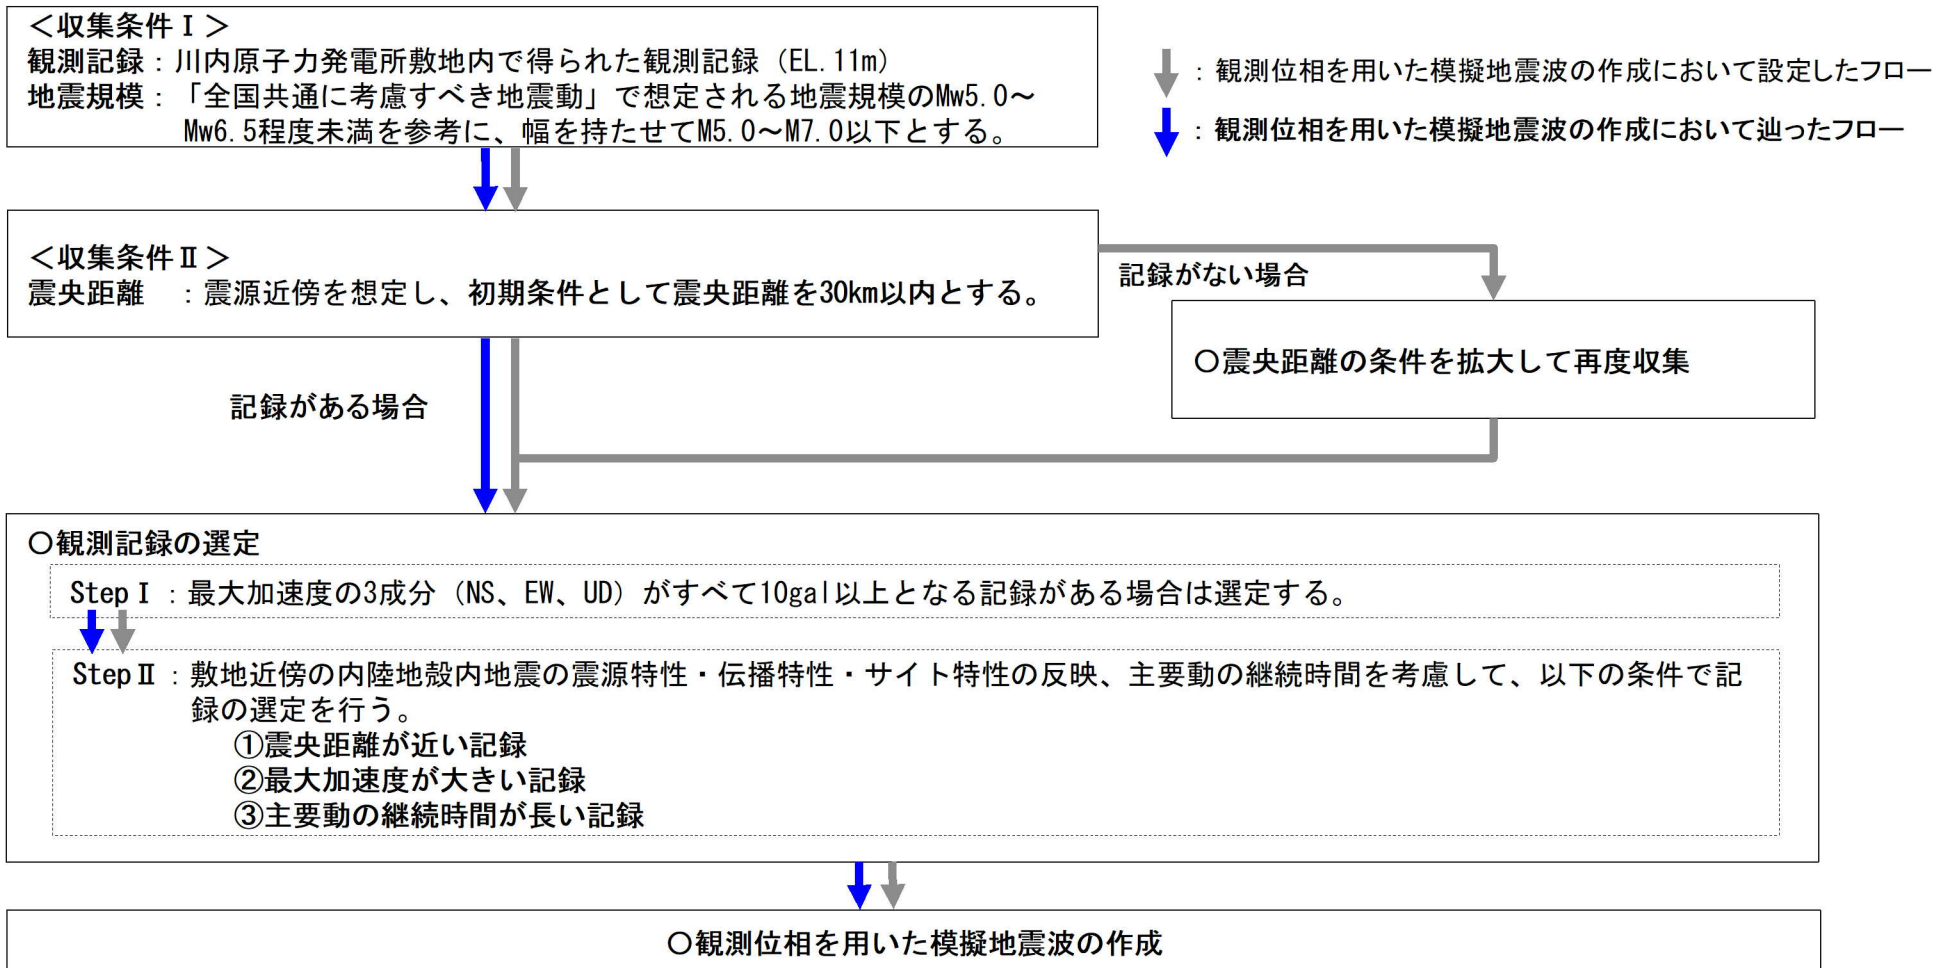 ＜収集条件Ⅰ＞
観測記録：川内原子力発電所敷地内で得られた観測記録（EL.11m）
地震規模：「全国共通に考慮すべき地震動」で想定される地震規模のMw5.0～
Mw6.5程度未満を参考に、幅を持たせてM5.0～M7.0以下とする。
：観測位相を用いた模擬地震波の作成において設定したフロー
：観測位相を用いた模擬地震波の作成において辿ったフロー
＜収集条件Ⅱ＞
震央距離　：震源近傍を想定し、初期条件として震央距離を30km以内とする。
記録がない場合
〇震央距離の条件を拡大して再度収集
記録がある場合
〇観測記録の選定
StepⅠ：最大加速度の3成分（NS、EW、UD）がすべて10gal以上となる記録がある場合は選定する。
StepⅡ：敷地近傍の内陸地殻内地震の震源特性・伝播特性・サイト特性の反映、主要動の継続時間を考慮して、以下の条件で記
録の選定を行う。
①震央距離が近い記録
②最大加速度が大きい記録
③主要動の継続時間が長い記録
〇観測位相を用いた模擬地震波の作成